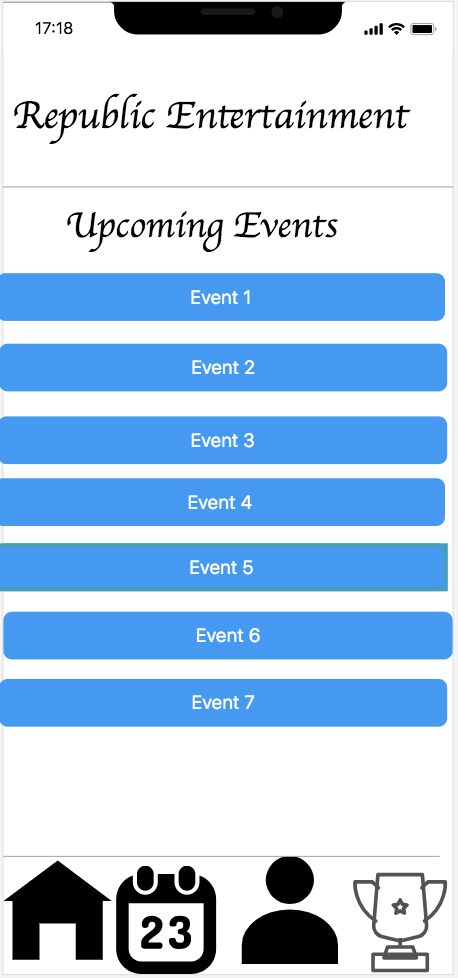 17:18
Republic Entertainment
Upcoming Events
Event 1
Event 2
Event 3
Event 4
Event 5
Event 6
Event 7
23